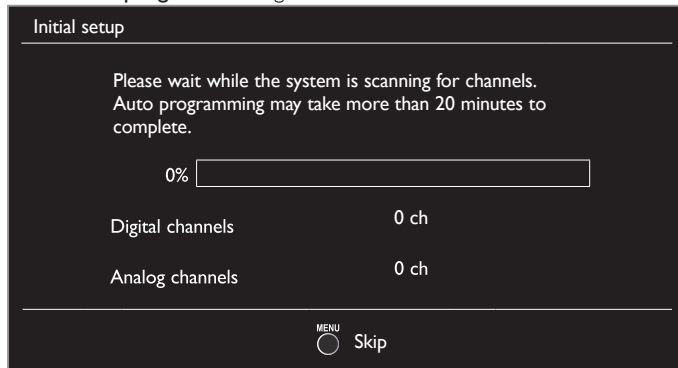 Initial setup
Please wait while the system is scanning for channels.
Auto programming may take more than 20 minutes to
complete.
0%
Digital channels 0 ch
Analog channels 0 ch
MENU Skip